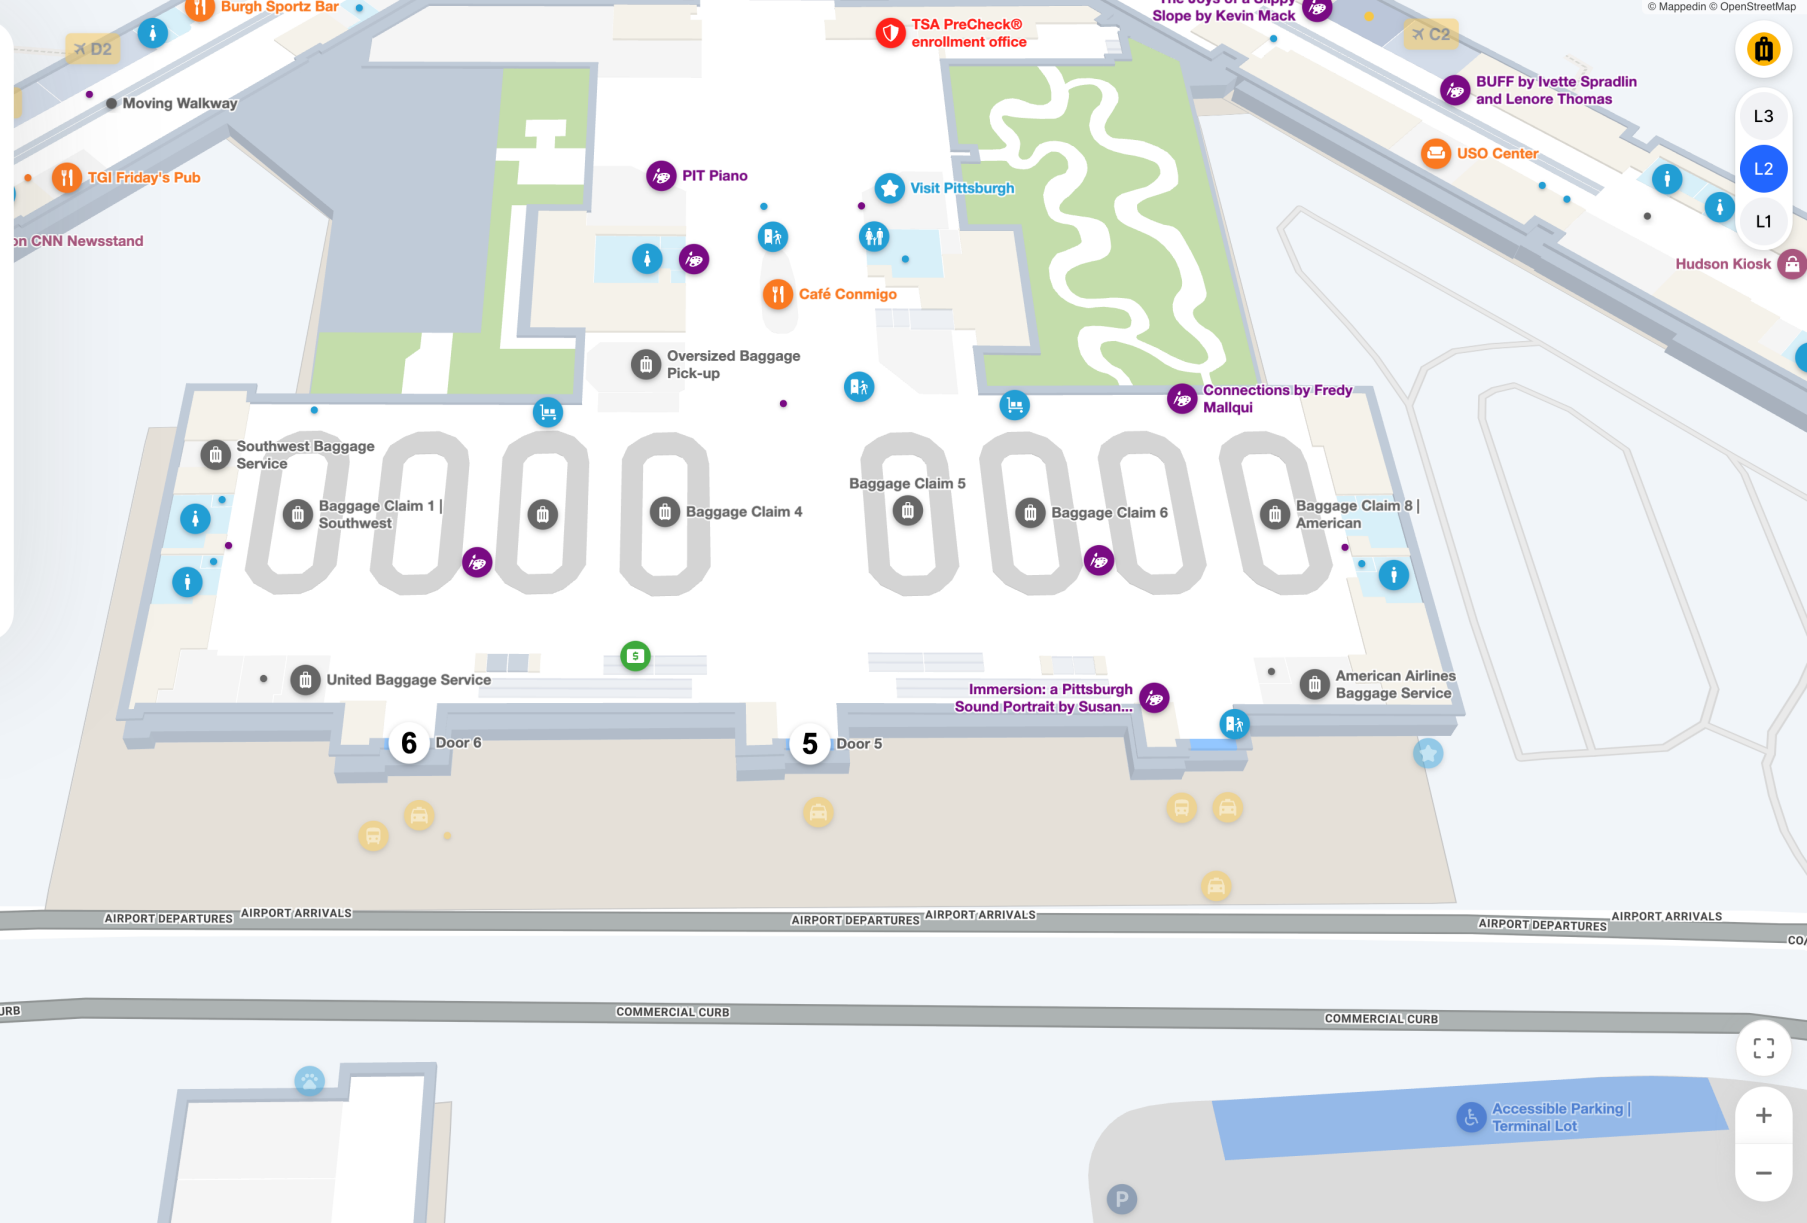 Burgh Sportz Bar
TSA PreCheck®
enrollment office
Slope by Kevin Mack
© Mappedin © OpenStreetMap
D2
C2
Moving Walkway
BUFF by Ivette Spradlin
and Lenore Thomas
L3
USO Center
L2
TGI Friday's Pub
PIT Piano
Visit Pittsburgh
L1
on CNN Newsstand
Hudson Kiosk
Café Conmigo
Oversized Baggage
Pick-up
Connections by Fredy
Mallqui
Southwest Baggage
Service
Baggage Claim 1 |
Southwest
Baggage Claim 4
Baggage Claim 5
Baggage Claim 6
Baggage Claim 8 |
American
United Baggage Service
Immersion: a Pittsburgh
Sound Portrait by Susan...
American Airlines
Baggage Service
6 Door 6
5 Door 5
AIRPORT DEPARTURES
AIRPORT ARRIVALS
AIRPORT DEPARTURES
AIRPORT ARRIVALS
AIRPORT DEPARTURES
AIRPORT ARRIVALS
COMMERCIAL CURB
COMMERCIAL CURB
Accessible Parking |
Terminal Lot
P